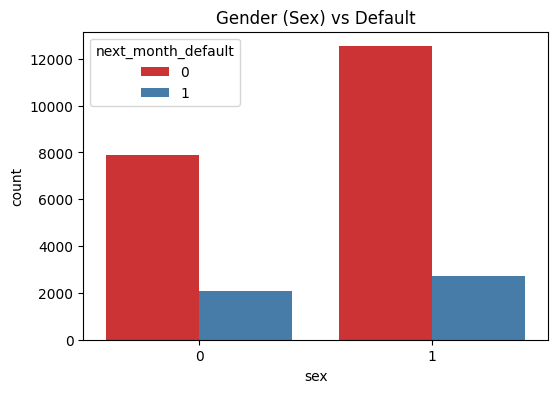 Gender (Sex) vs Default
next_month_default
0
1
12000
10000
8000
6000
4000
2000
0
count
0 1
sex